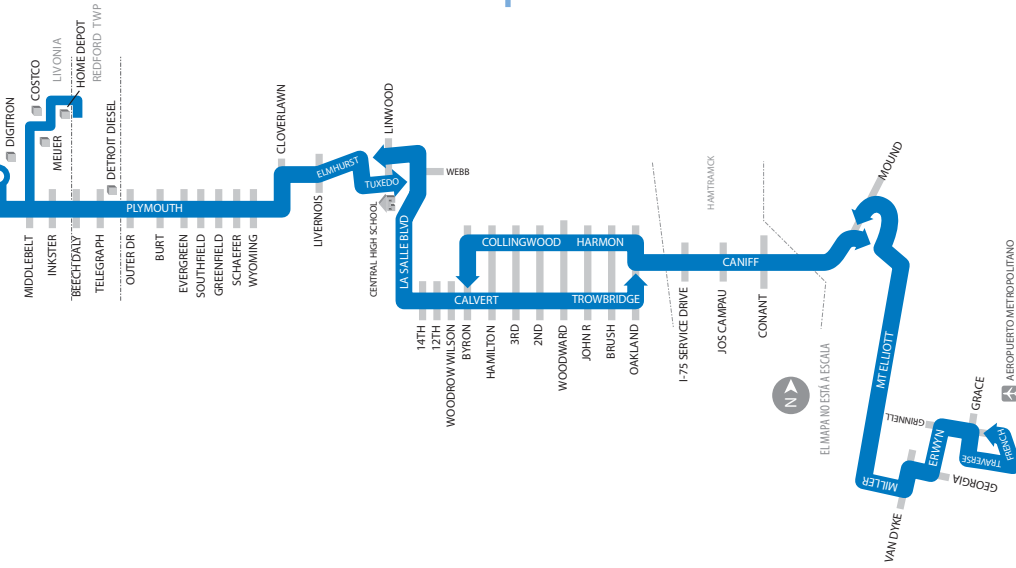 DIGITRON
COSTCO
LIVONIA
HOME DEPOT
REDFORD TWP
MEIJER
DETROIT DIESEL
PLYMOUTH
MIDDLEBELT
INKSTER
BEECH DALY
TELEGRAPH
OUTER DR
BURT
EVERGREEN
SOUTHFIELD
GREENFIELD
SCHAEFER
WYOMING
CLOVERLAWN
LIVERNOIS
ELMHURST
TUXEDO
LINWOOD
WEBB
CENTRAL HIGH SCHOOL
LA SALLE BLVD
COLLINGWOOD
HARMON
CALVERT
TROWBRIDGE
14TH
12TH
WOODROW WILSON
BYRON
HAMILTON
3RD
2ND
WOODWARD
JOHN R
BRUSH
OAKLAND
I-75 SERVICE DRIVE
JOS CAMPAU
CONANT
HAMTRAMCK
CANIFF
MOUND
N
EL MAPA NO ESTÁ A ESCALA
MT ELLIOTT
MILLER
VAN DYKE
ERWYN
GEORGIA
GRINNELL
GRACE
TRAVERSE
FRENCH
AEROPUERTO METROPOLITANO